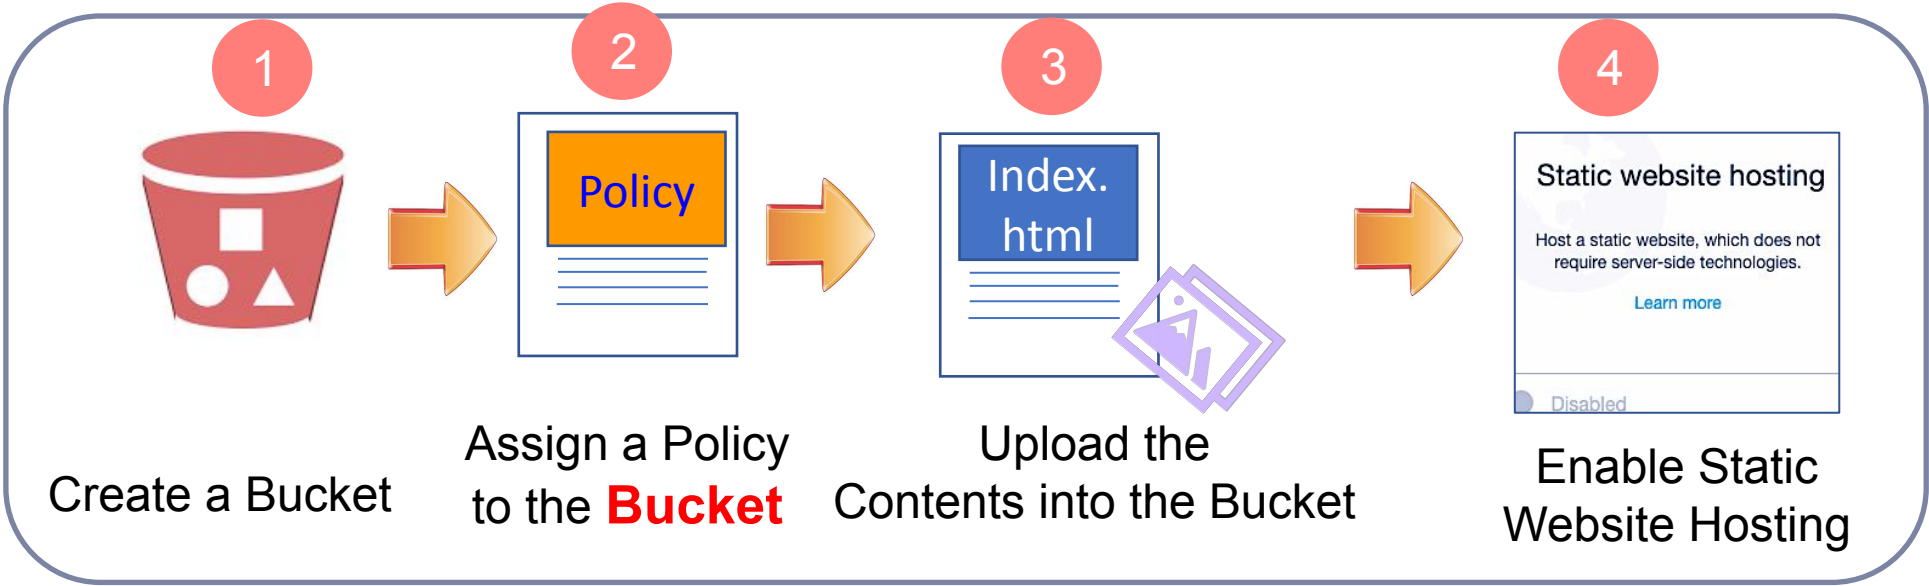 1
2
3
4
Policy
Index.
html
Static website hosting
Host a static website, which does not
require server-side technologies.
Learn more
Disabled
Create a Bucket
Assign a Policy
to the Bucket
Upload the
Contents into the Bucket
Enable Static
Website Hosting